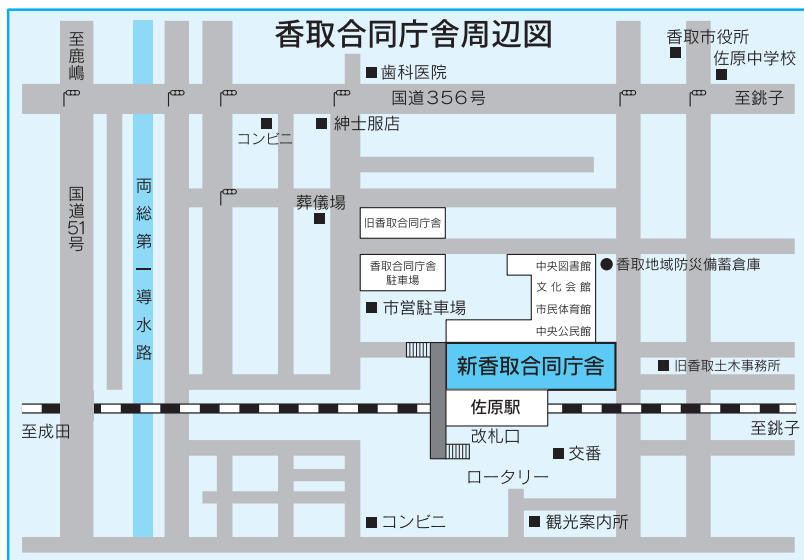 香取合同庁舎周辺図
至鹿嶋
香取市役所
佐原中学校
歯科医院
国道356号
至銚子
コンビニ
紳士服店
国道51号
両総第一導水路
葬儀場
旧香取合同庁舎
香取合同庁舎
駐車場
中央図書館
文化会館
市民体育館
中央公民館
香取地域防災備蓄倉庫
市営駐車場
新香取合同庁舎
旧香取土木事務所
佐原駅
至成田
至銚子
改札口
交番
ロータリー
コンビニ
観光案内所